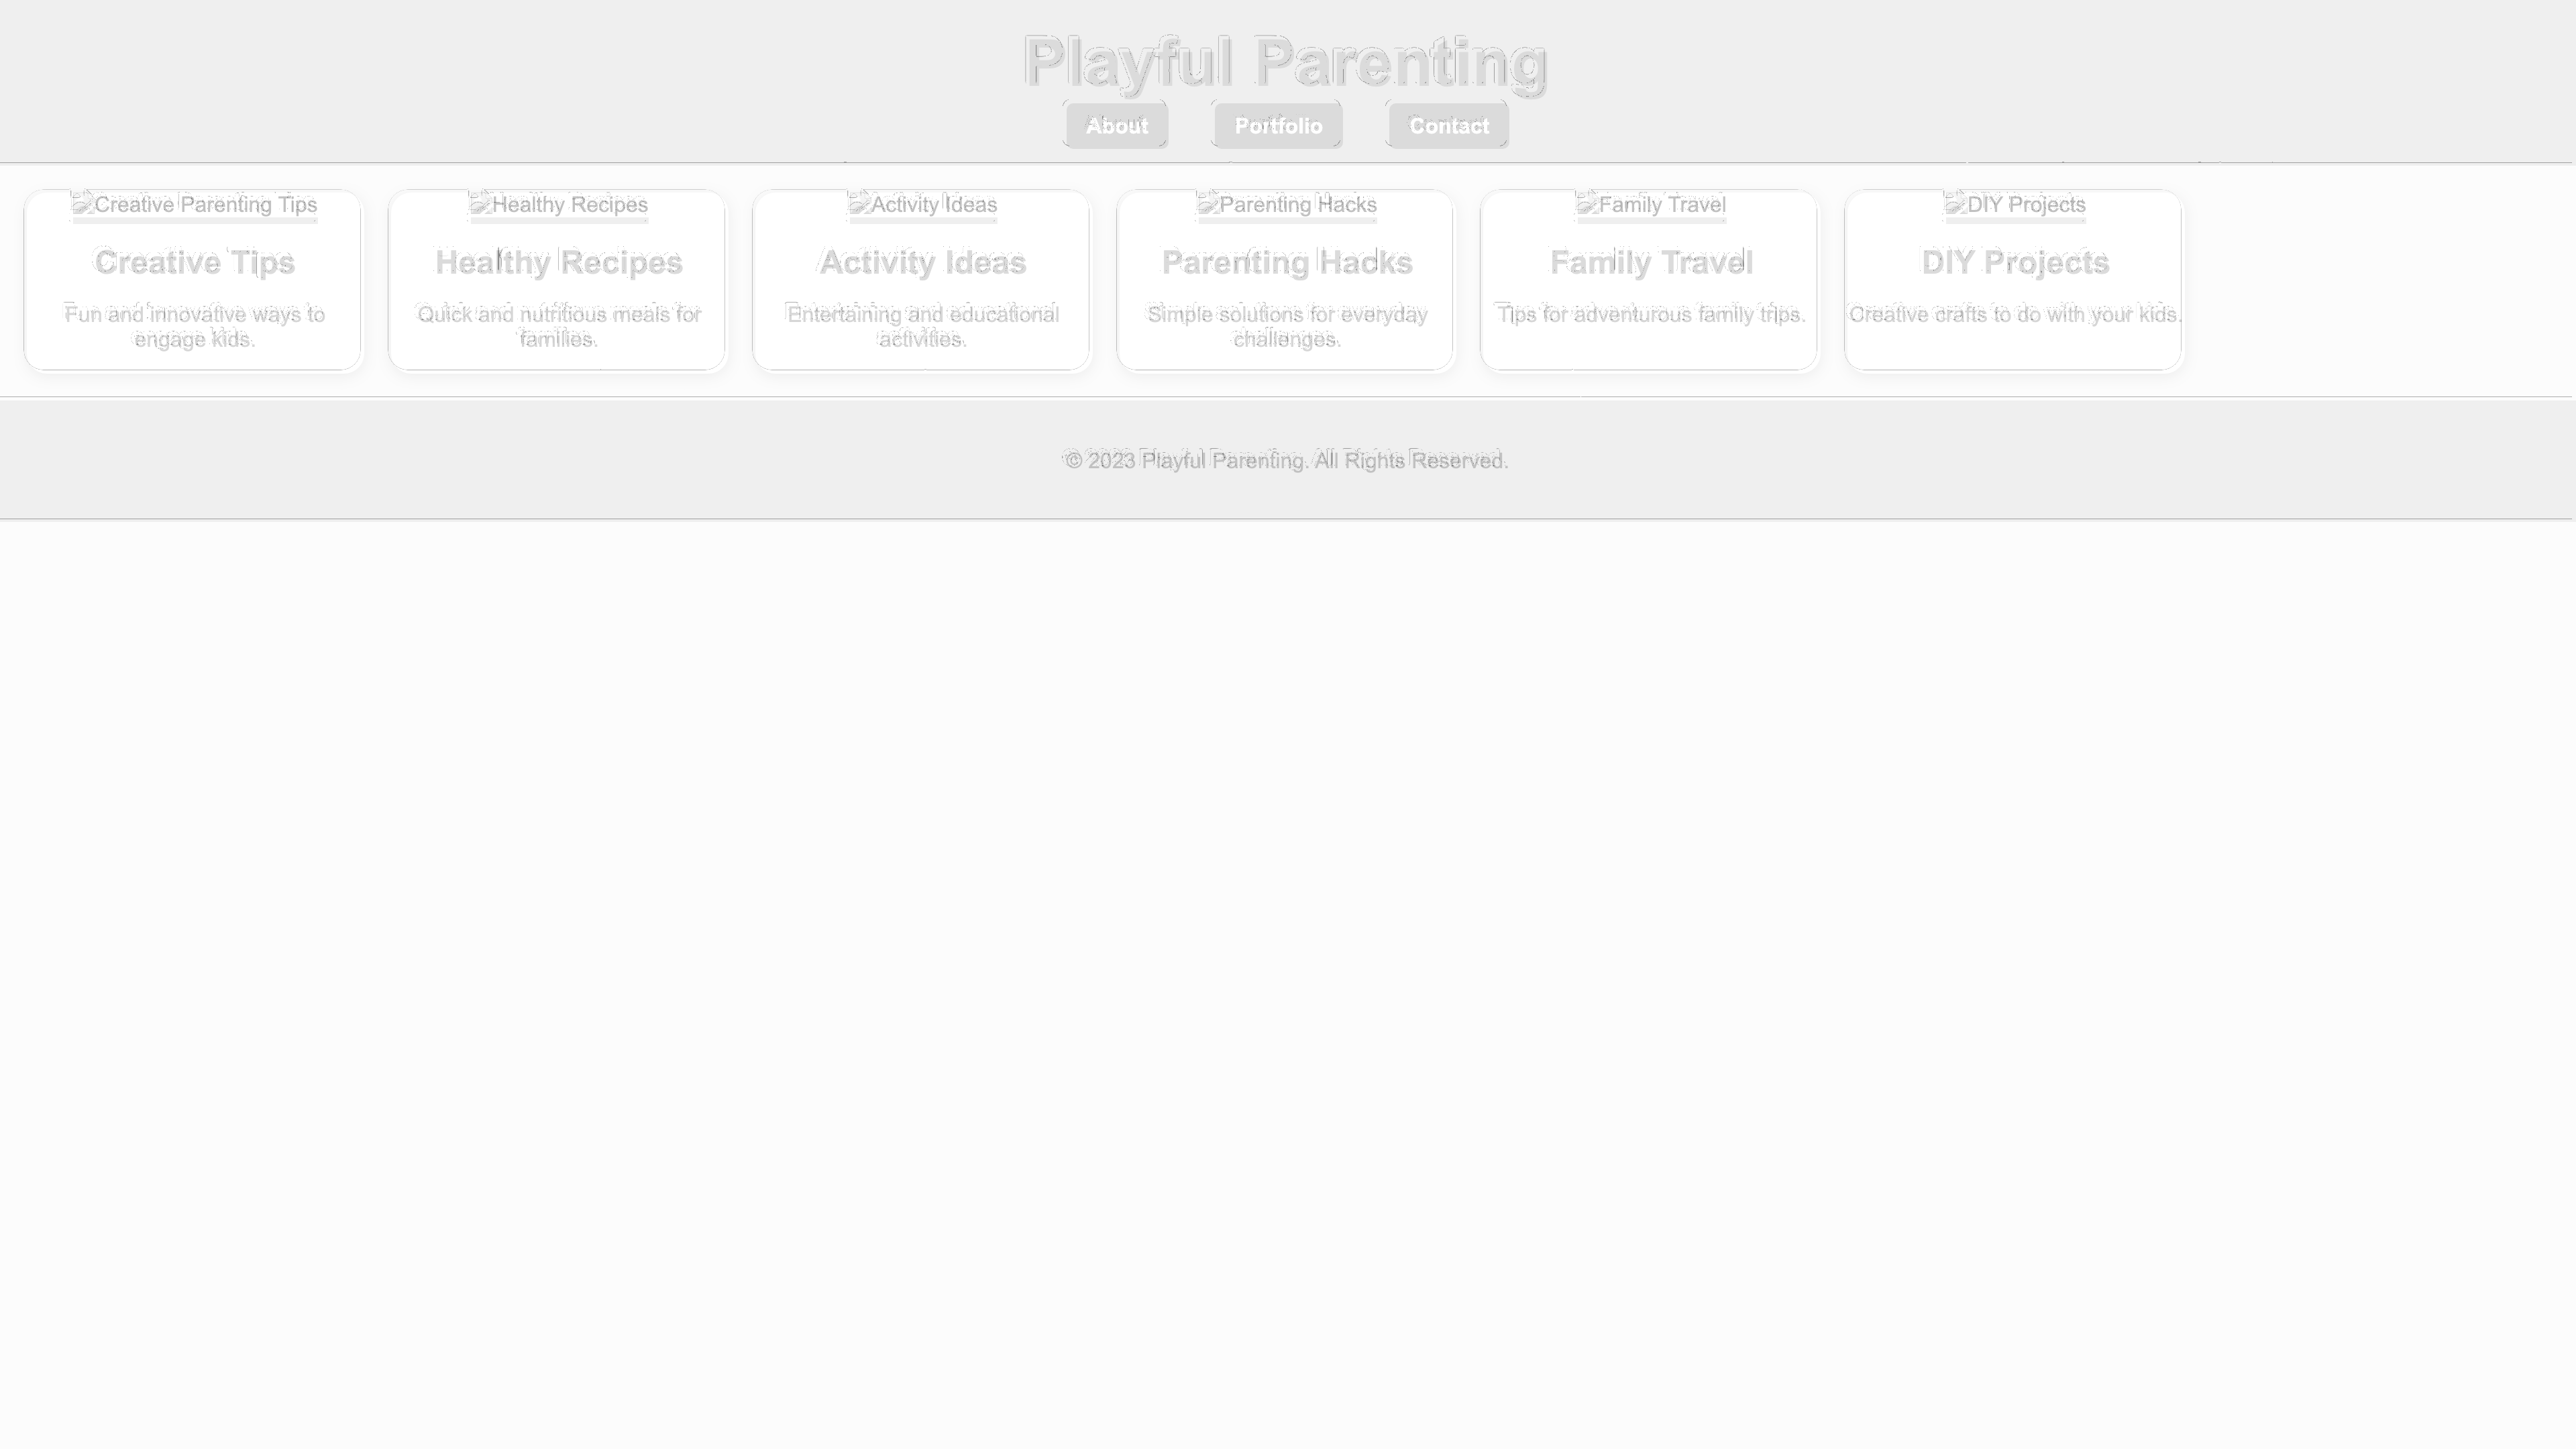 Playful Parenting
About Portfolio Contact
Creative Parenting Tips
Creative Tips
Fun and innovative ways to
engage kids.
Healthy Recipes
Healthy Recipes
Quick and nutritious meals for
families.
Activity Ideas
Activity Ideas
Entertaining and educational
activities.
Parenting Hacks
Parenting Hacks
Simple solutions for everyday
challenges.
Family Travel
Family Travel
Tips for adventurous family trips.
DIY Projects
DIY Projects
Creative crafts to do with your kids.
© 2023 Playful Parenting. All Rights Reserved.